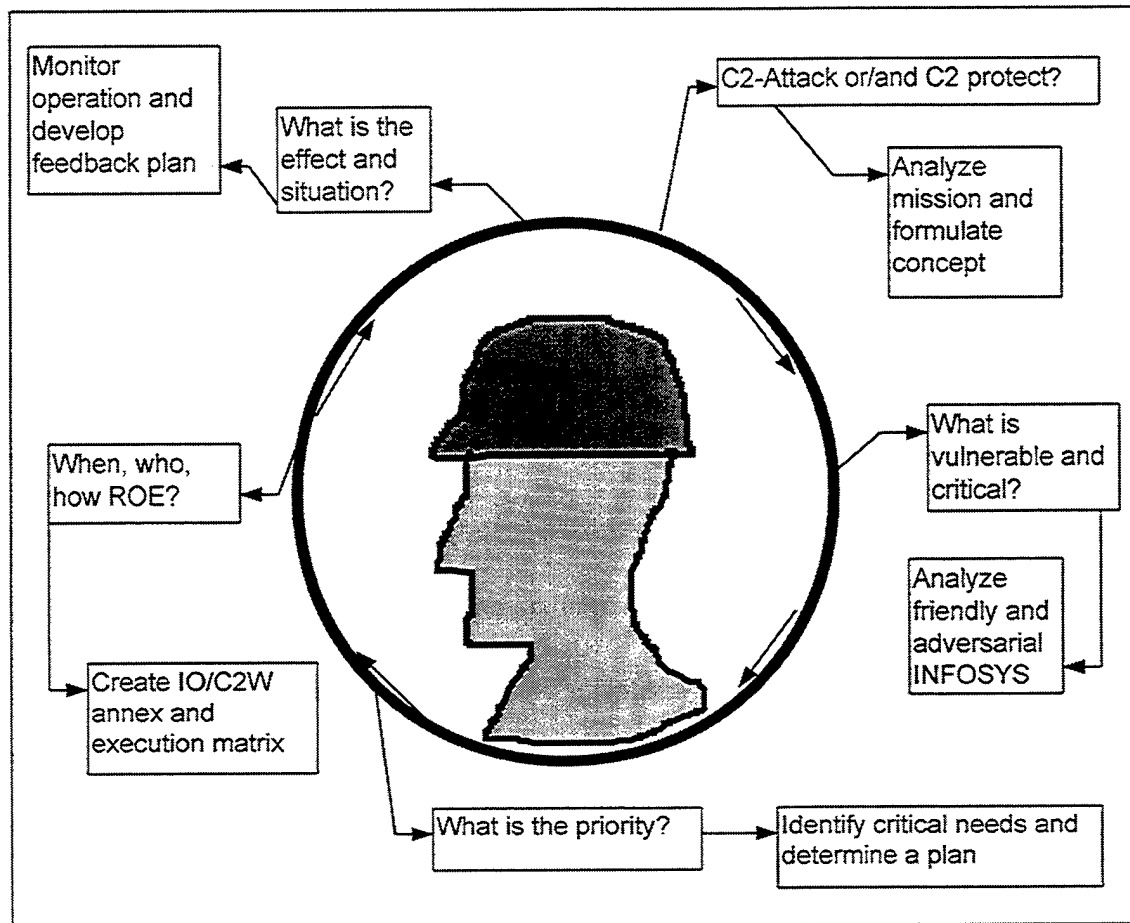 Monitor
operation and
develop
feedback plan
What is the
effect and
situation?
C2-Attack or/and C2 protect?
Analyze
mission and
formulate
concept
What is
vulnerable and
critical?
Analyze
friendly and
adversarial
INFOSYS
When, who,
how ROE?
Create IO/C2W
annex and
execution matrix
What is the priority?
Identify critical needs and
determine a plan